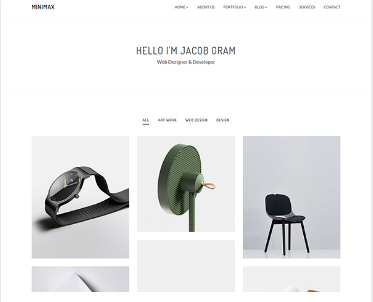 MINIMAX
HOME ABOUT US PORTFOLIO BLOG PRICING SERVICES CONTACT
HELLO I'M JACOB ORAM
Web Designer & Developer
ALL ART WORK WEB DESIGN DESIGN